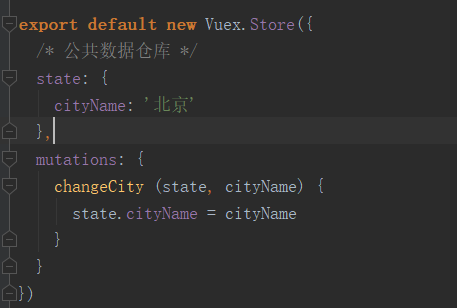 export default new Vuex.Store({
  /* 公共数据仓库 */
  state: {
    cityName: '北京'
  },
  mutations: {
    changeCity (state, cityName) {
      state.cityName = cityName
    }
  }
})